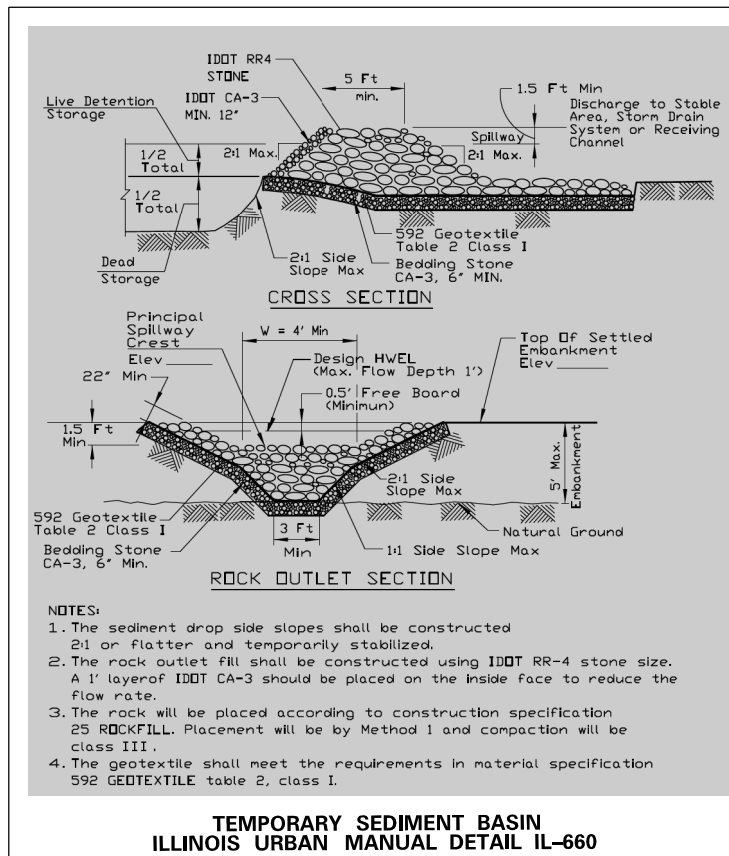 IDOT RR4
STONE
5 Ft
min.
IDOT CA-3
MIN. 12"
1.5 Ft Min
Discharge to Stable
Area, Storm Drain
System or Receiving
Channel
Live Detention
Storage
Spillway
2:1 Max.
2:1 Max.
1/2
Total
1/2
Total
592 Geotextile
Table 2 Class I
2:1 Side
Slope Max
Bedding Stone
CA-3, 6" MIN.
Dead
Storage
CROSS SECTION
Principal
Spillway
Crest
Elev
W = 4' Min
Design HWEL
(Max. Flow Depth 1')
Top Of Settled
Embankment
Elev
22" Min
0.5' Free Board
(Minimun)
1.5 Ft
Min
5' Max.
Embankment
2:1 Side
Slope Max
592 Geotextile
Table 2 Class I
3 Ft
Min
Natural Ground
Bedding Stone
CA-3, 6" Min.
1:1 Side Slope Max
ROCK OUTLET SECTION
NOTES:
1. The sediment drop side slopes shall be constructed
2:1 or flatter and temporarily stabilized.
2. The rock outlet fill shall be constructed using IDOT RR-4 stone size.
A 1' layerof IDOT CA-3 should be placed on the inside face to reduce the
flow rate.
3. The rock will be placed according to construction specification
25 ROCKFILL. Placement will be by Method 1 and compaction will be
class III .
4. The geotextile shall meet the requirements in material specification
592 GEOTEXTILE table 2, class I.
TEMPORARY SEDIMENT BASIN
ILLINOIS URBAN MANUAL DETAIL IL-660